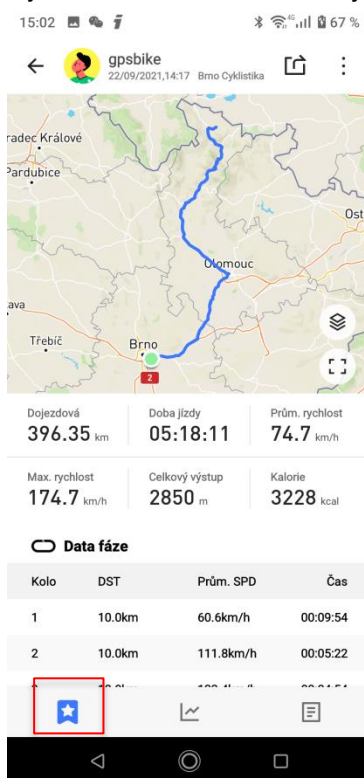 15:02
4G
67 %
gpsbike
22/09/2021,14:17 Brno Cyklistika
radec Králové
Pardubice
Ost
Olomouc
ava
Třebíč
Brno
2
Dojezdová Doba jízdy Prům. rychlost
396.35 km 05:18:11 74.7 km/h
Max. rychlost Celkový výstup Kalorie
174.7 km/h 2850 m 3228 kcal
Data fáze
Kolo DST Prům. SPD Čas
1 10.0km 60.6km/h 00:09:54
2 10.0km 111.8km/h 00:05:22